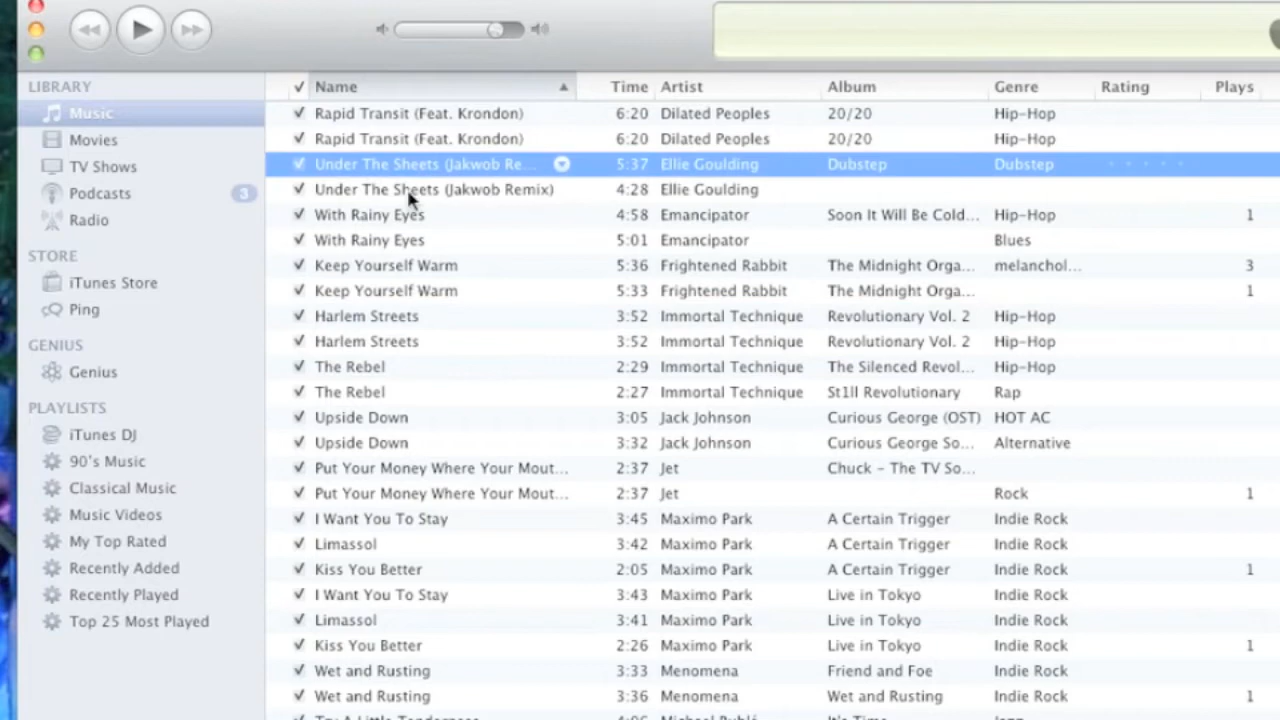 LIBRARY
Music
Movies
TV Shows
Podcasts 3
Radio
STORE
iTunes Store
Ping
GENIUS
Genius
PLAYLISTS
iTunes DJ
90's Music
Classical Music
Music Videos
My Top Rated
Recently Added
Recently Played
Top 25 Most Played
Name Time Artist Album Genre Rating Plays
Rapid Transit (Feat. Krondon) 6:20 Dilated Peoples 20/20 Hip-Hop
Rapid Transit (Feat. Krondon) 6:20 Dilated Peoples 20/20 Hip-Hop
Under The Sheets (Jakwob Re... 5:37 Ellie Goulding Dubstep Dubstep
Under The Sheets (Jakwob Remix) 4:28 Ellie Goulding
With Rainy Eyes 4:58 Emancipator Soon It Will Be Cold... Hip-Hop 1
With Rainy Eyes 5:01 Emancipator Blues
Keep Yourself Warm 5:36 Frightened Rabbit The Midnight Orga... melanchol... 3
Keep Yourself Warm 5:33 Frightened Rabbit The Midnight Orga... 1
Harlem Streets 3:52 Immortal Technique Revolutionary Vol. 2 Hip-Hop
Harlem Streets 3:52 Immortal Technique Revolutionary Vol. 2 Hip-Hop
The Rebel 2:29 Immortal Technique The Silenced Revol... Hip-Hop
The Rebel 2:27 Immortal Technique St1ll Revolutionary Rap
Upside Down 3:05 Jack Johnson Curious George (OST) HOT AC
Upside Down 3:32 Jack Johnson Curious George So... Alternative
Put Your Money Where Your Mout... 2:37 Jet Chuck - The TV So...
Put Your Money Where Your Mout... 2:37 Jet Rock 1
I Want You To Stay 3:45 Maximo Park A Certain Trigger Indie Rock
Limassol 3:42 Maximo Park A Certain Trigger Indie Rock
Kiss You Better 2:05 Maximo Park A Certain Trigger Indie Rock 1
I Want You To Stay 3:43 Maximo Park Live in Tokyo Indie Rock
Limassol 3:41 Maximo Park Live in Tokyo Indie Rock
Kiss You Better 2:26 Maximo Park Live in Tokyo Indie Rock 1
Wet and Rusting 3:33 Menomena Friend and Foe Indie Rock
Wet and Rusting 3:36 Menomena Wet and Rusting Indie Rock 1
Try A Little Tenderness 4:06 Michael Bublé It's Time Jazz